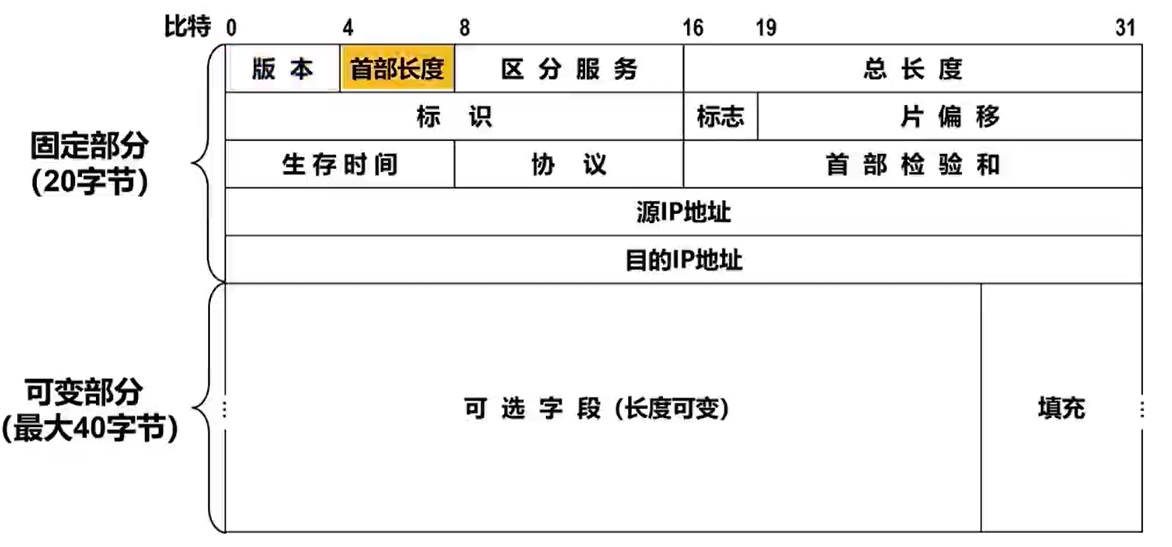 比特 0 4 8 16 19 31
版 本 首部长度 区 分 服 务 总 长 度
标 识 标志 片 偏 移
固定部分
(20字节)
生 存 时 间 协 议 首 部 检 验 和
源IP地址
目的IP地址
可变部分
(最大40字节)
可 选 字 段 (长度可变) 填充